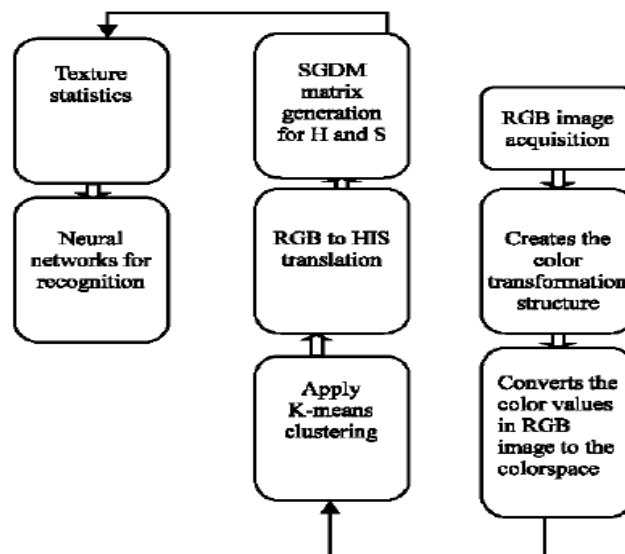 Texture
statistics
Neural
networks for
recognition
SGDM
matrix
generation
for H and S
RGB to HIS
translation
Apply
K-means
clustering
RGB image
acquisition
Creates the
color
transformation
structure
Converts the
color values
in RGB
image to the
colorspace